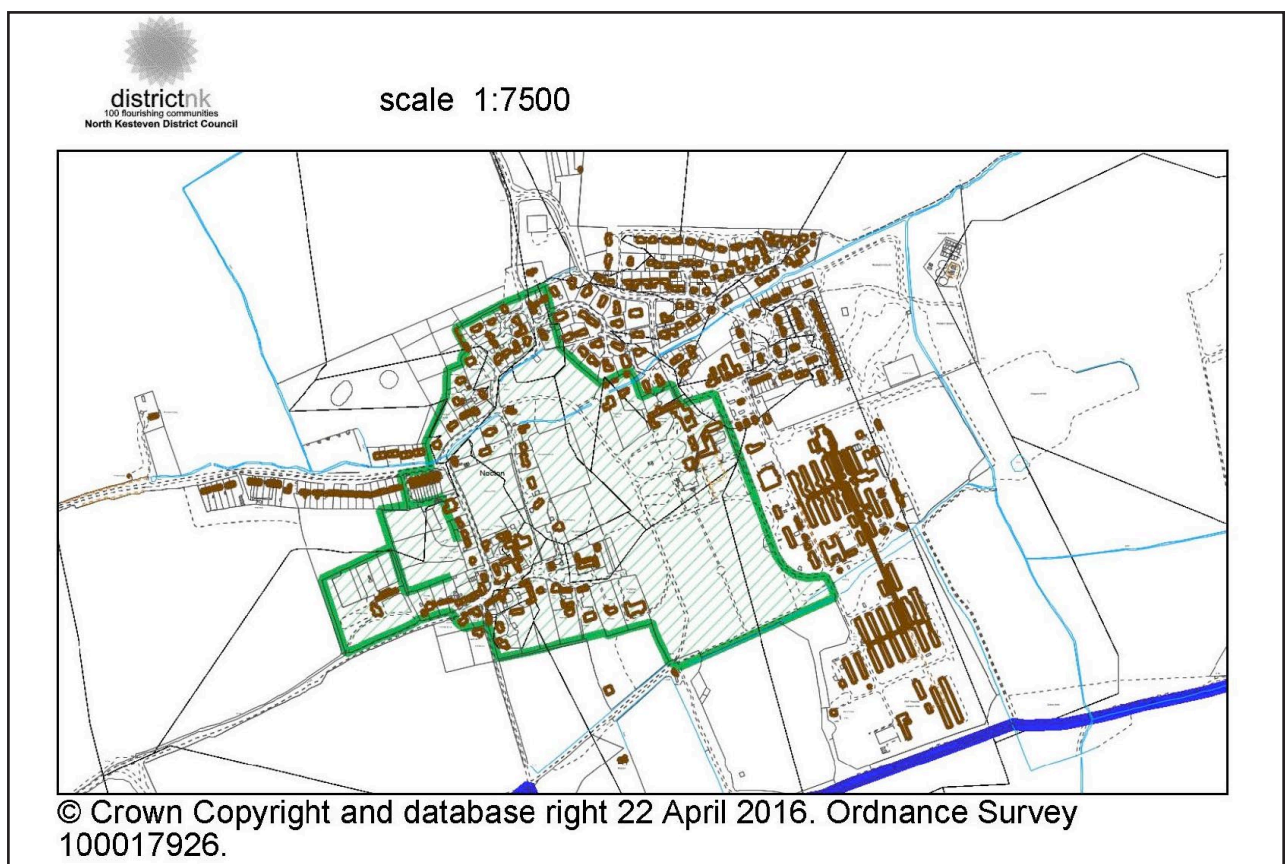 districtnk
100 flourishing communities
North Kesteven District Council
scale 1:7500
Nocton
© Crown Copyright and database right 22 April 2016. Ordnance Survey
100017926.